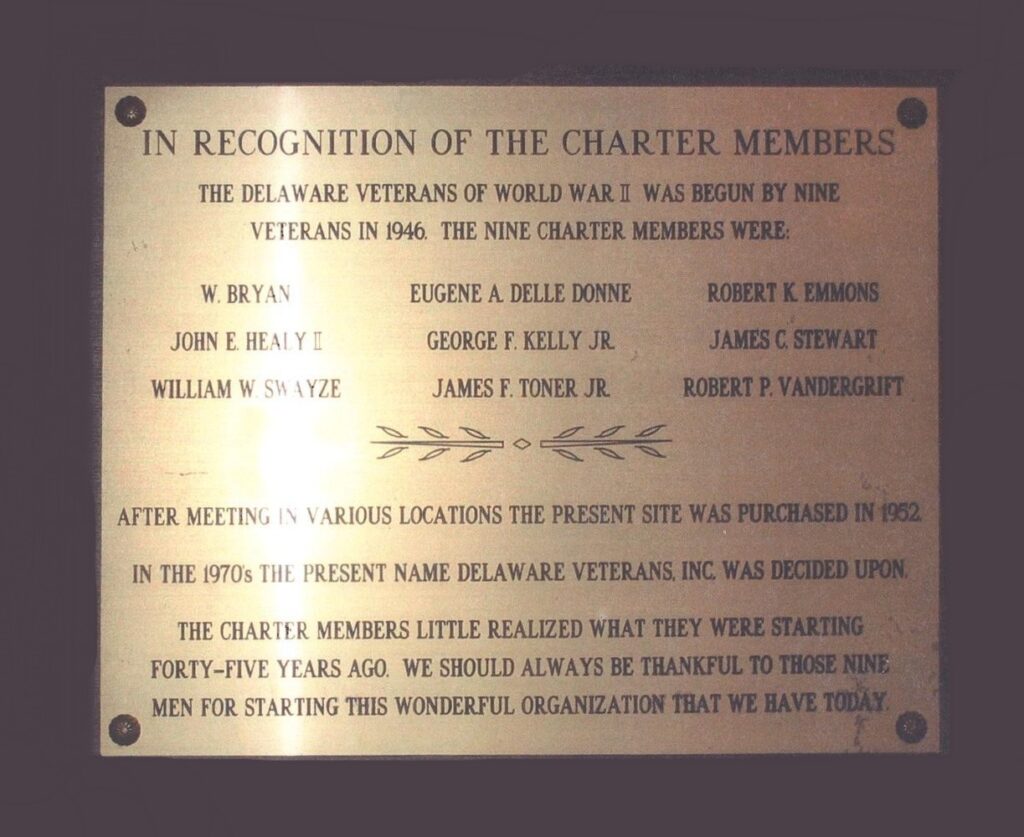 IN RECOGNITION OF THE CHARTER MEMBERS
THE DELAWARE VETERANS OF WORLD WAR II WAS BEGUN BY NINE
VETERANS IN 1946. THE NINE CHARTER MEMBERS WERE:
W. BRYAN EUGENE A. DELLE DONNE ROBERT K. EMMONS
JOHN E. HEALY II GEORGE F. KELLY JR. JAMES C. STEWART
WILLIAM W. SWAYZE JAMES F. TONER JR. ROBERT P. VANDERGRIFT
AFTER MEETING IN VARIOUS LOCATIONS THE PRESENT SITE WAS PURCHASED IN 1952.
IN THE 1970s THE PRESENT NAME DELAWARE VETERANS, INC. WAS DECIDED UPON.
THE CHARTER MEMBERS LITTLE REALIZED WHAT THEY WERE STARTING
FORTY-FIVE YEARS AGO. WE SHOULD ALWAYS BE THANKFUL TO THOSE NINE
MEN FOR STARTING THIS WONDERFUL ORGANIZATION THAT WE HAVE TODAY.